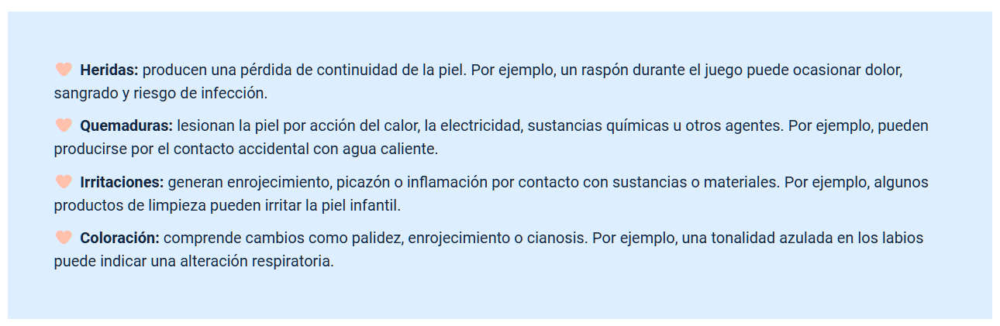 Heridas: producen una pérdida de continuidad de la piel. Por ejemplo, un raspón durante el juego puede ocasionar dolor,
sangrado y riesgo de infección.
Quemaduras: lesionan la piel por acción del calor, la electricidad, sustancias químicas u otros agentes. Por ejemplo, pueden
producirse por el contacto accidental con agua caliente.
Irritaciones: generan enrojecimiento, picazón o inflamación por contacto con sustancias o materiales. Por ejemplo, algunos
productos de limpieza pueden irritar la piel infantil.
Coloración: comprende cambios como palidez, enrojecimiento o cianosis. Por ejemplo, una tonalidad azulada en los labios
puede indicar una alteración respiratoria.